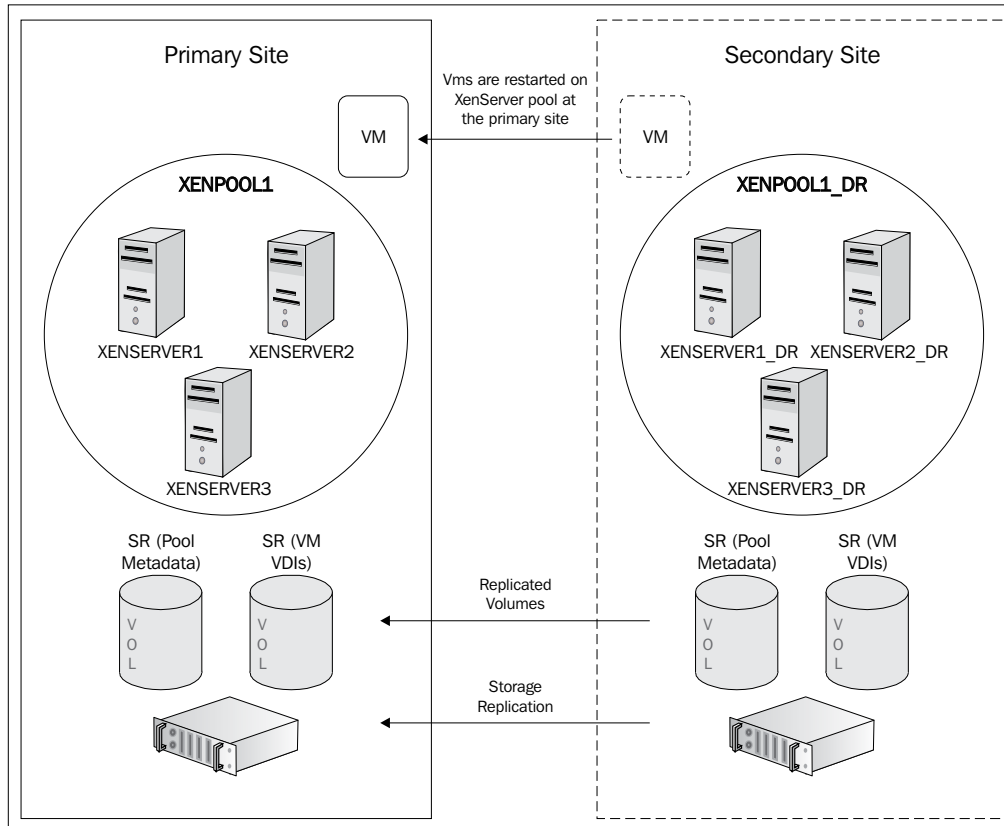 Primary Site
Secondary Site
Vms are restarted on
XenServer pool at
the primary site
VM
VM
XENPOOL1
XENPOOL1_DR
XENSERVER1
XENSERVER2
XENSERVER3
XENSERVER1_DR
XENSERVER2_DR
XENSERVER3_DR
SR (Pool
Metadata)
SR (VM
VDIs)
V
O
L
V
O
L
Replicated
Volumes
SR (Pool
Metadata)
SR (VM
VDIs)
V
O
L
V
O
L
Storage
Replication